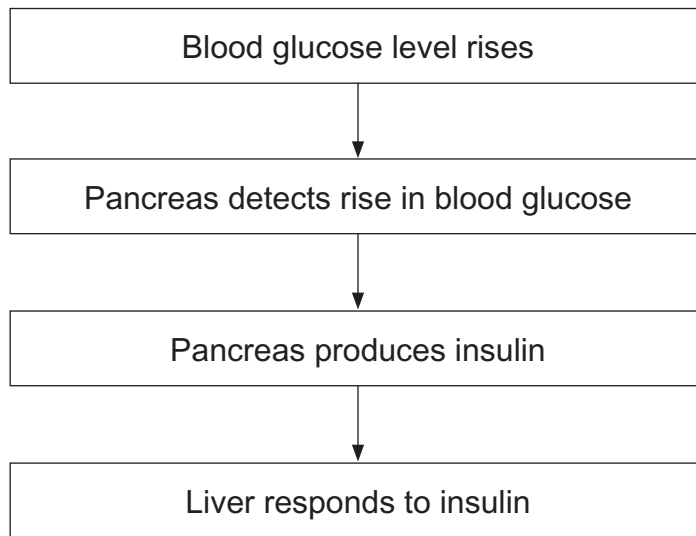 Blood glucose level rises
Pancreas detects rise in blood glucose
Pancreas produces insulin
Liver responds to insulin